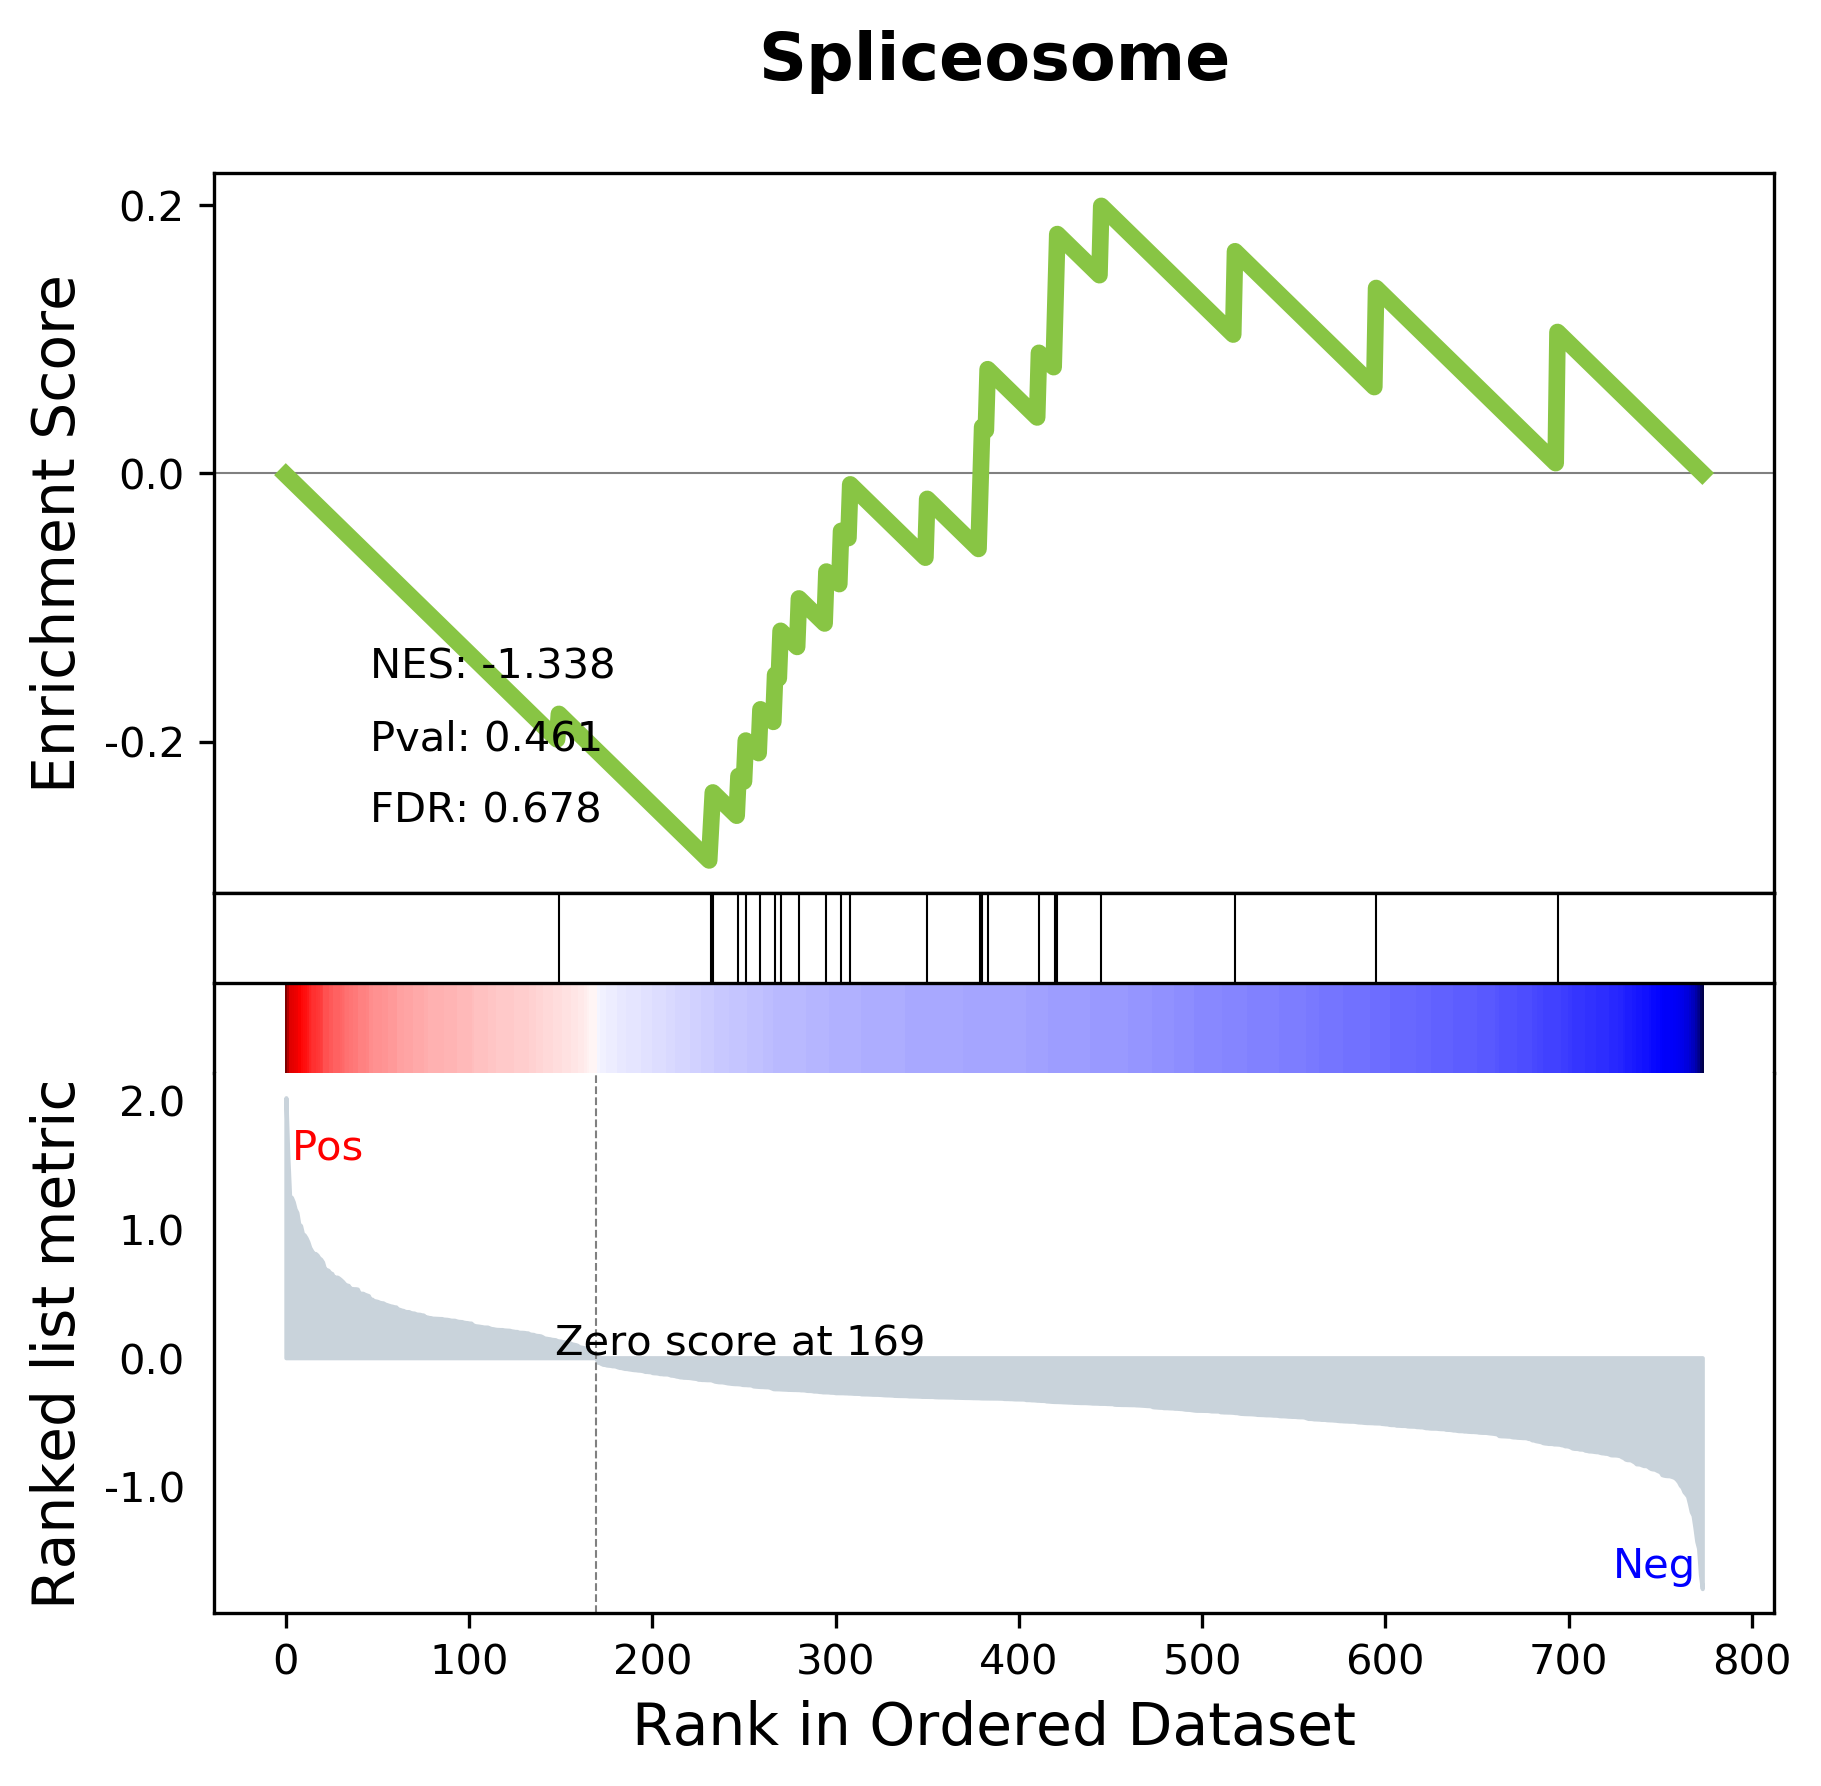 Spliceosome
Enrichment Score
0.2
0.0
-0.2
NES: -1.338
Pval: 0.461
FDR: 0.678
Ranked list metric
2.0
1.0
0.0
-1.0
Pos
Zero score at 169
Neg
0 100 200 300 400 500 600 700 800
Rank in Ordered Dataset